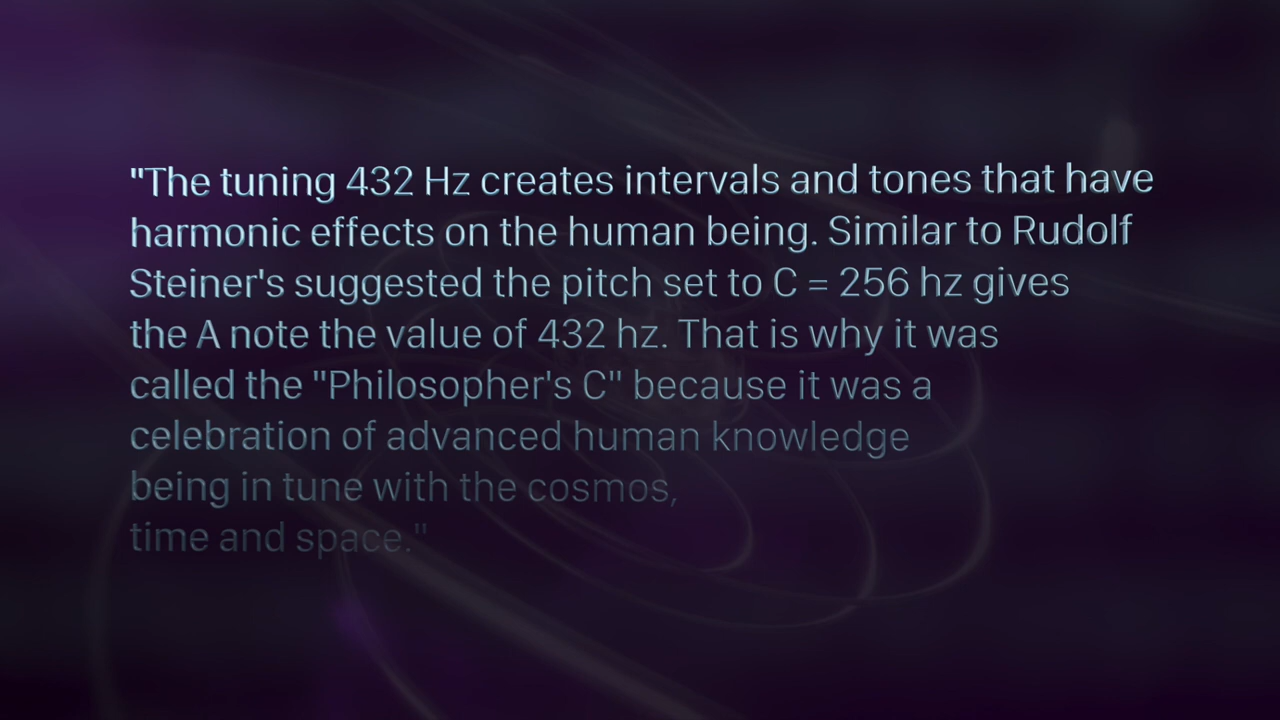 "The tuning 432 Hz creates intervals and tones that have
harmonic effects on the human being. Similar to Rudolf
Steiner's suggested the pitch set to C = 256 hz gives
the A note the value of 432 hz. That is why it was
called the "Philosopher's C" because it was a
celebration of advanced human knowledge
being in tune with the cosmos,
time and space."